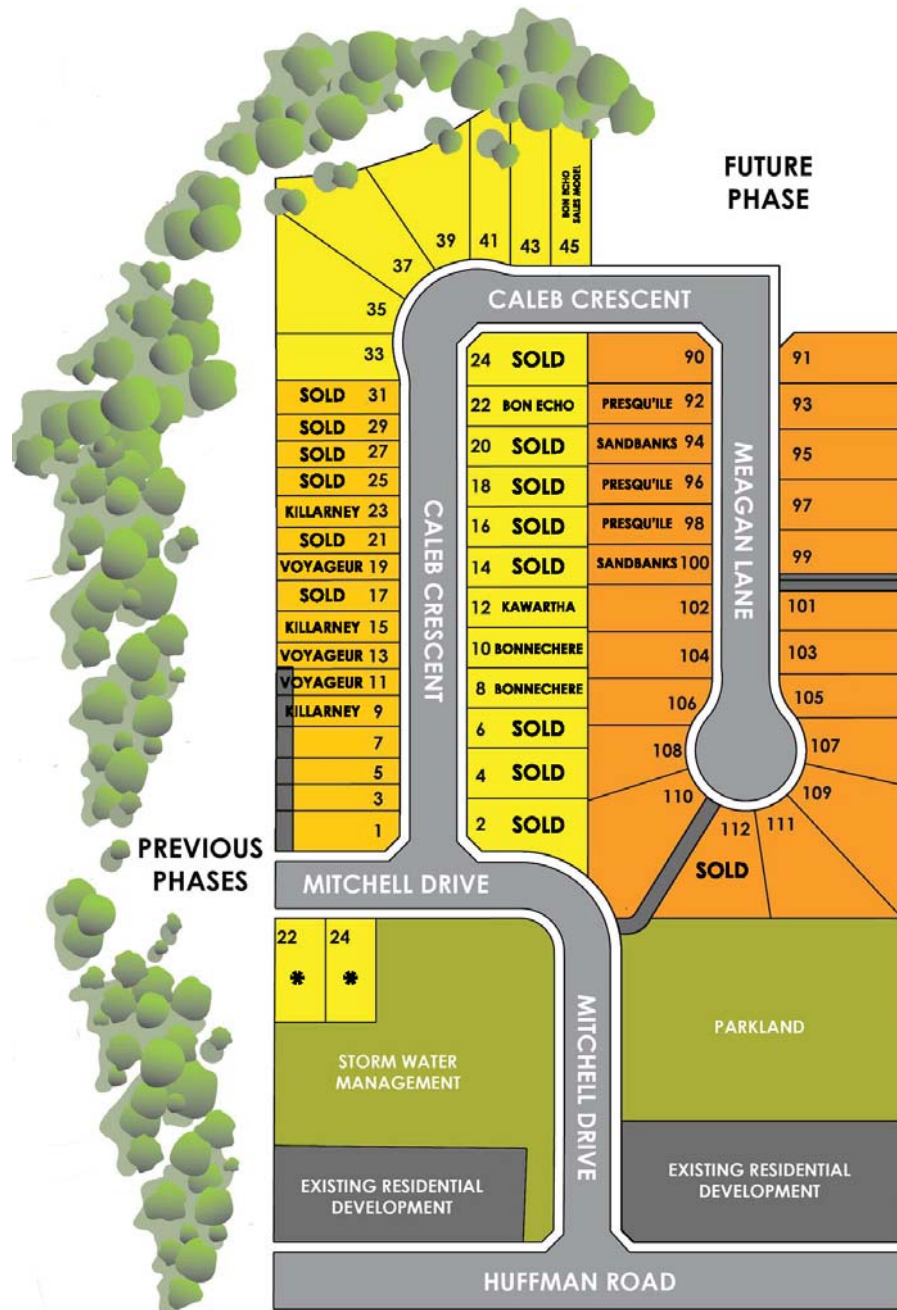 FUTURE
PHASE
BON ECHO
SALES MODEL
39 41 43 45
37
35
33
CALEB CRESCENT
SOLD 31
SOLD 29
SOLD 27
SOLD 25
KILLARNEY 23
SOLD 21
VOYAGEUR 19
SOLD 17
KILLARNEY 15
VOYAGEUR 13
VOYAGEUR 11
KILLARNEY 9
7
5
3
1
CALEB CRESCENT
24 SOLD
22 BON ECHO
20 SOLD
18 SOLD
16 SOLD
14 SOLD
12 KAWARTHA
10 BONNECHERE
8 BONNECHERE
6 SOLD
4 SOLD
2 SOLD
90
PRESQU'ILE 92
SANDBANKS 94
PRESQU'ILE 96
PRESQU'ILE 98
SANDBANKS 100
102
104
106
108
110
112
SOLD
111
109
107
MEAGAN LANE
91
93
95
97
99
101
103
105
PREVIOUS
PHASES
MITCHELL DRIVE
22 24
* *
STORM WATER
MANAGEMENT
MITCHELL DRIVE
PARKLAND
EXISTING RESIDENTIAL
DEVELOPMENT
EXISTING RESIDENTIAL
DEVELOPMENT
HUFFMAN ROAD